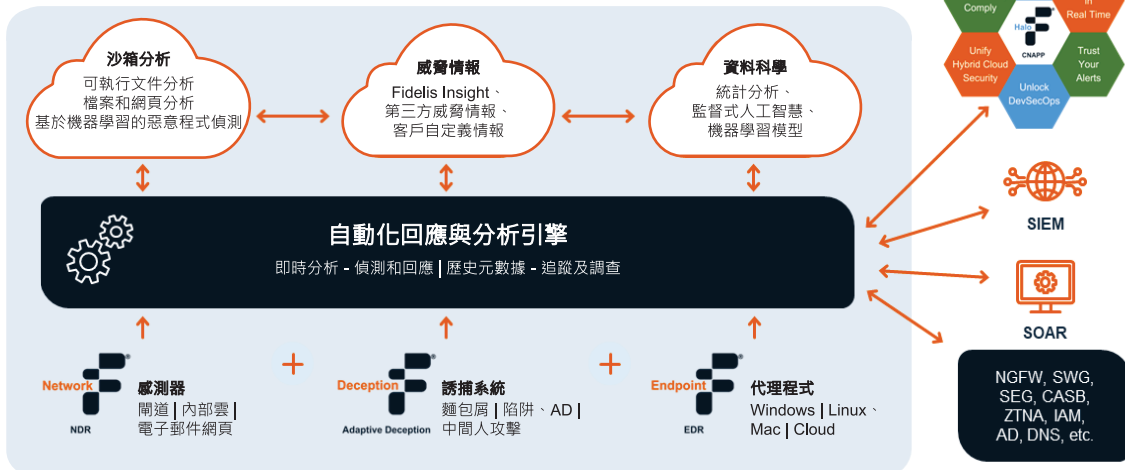 沙箱分析
可執行文件分析
檔案和網頁分析
基於機器學習的惡意程式偵測
威脅情報
Fidelis Insight、
第三方威脅情報、
客戶自定義情報
資料科學
統計分析、
監督式人工智慧、
機器學習模型
Comply
In
Real Time
Halo
CNAPP
Unify
Hybrid Cloud
Security
Trust
Your
Alerts
Unlock
DevSecOps
自動化回應與分析引擎
即時分析 - 偵測和回應 | 歷史元數據 - 追蹤及調查
SIEM
SOAR
NGFW, SWG,
SEG, CASB,
ZTNA, IAM,
AD, DNS, etc.
Network
NDR
感測器
閘道 | 內部雲 |
電子郵件網頁
+
Deception
Adaptive Deception
誘捕系統
麵包屑 | 陷阱、AD |
中間人攻擊
+
Endpoint
EDR
代理程式
Windows | Linux、
Mac | Cloud